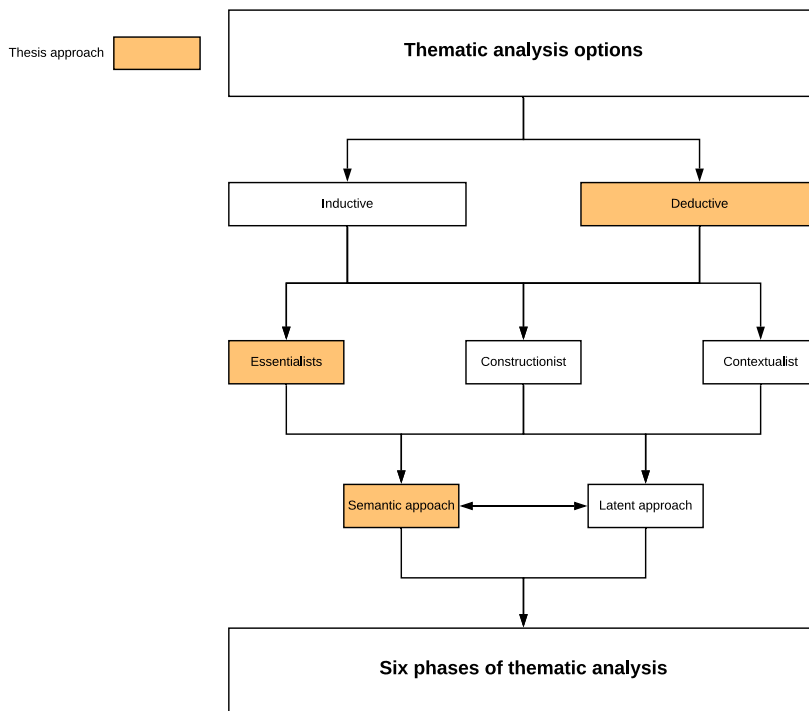 Thematic analysis options
Thesis approach
Inductive
Deductive
Essentialists
Constructionist
Contextualist
Semantic appoach
Latent approach
Six phases of thematic analysis